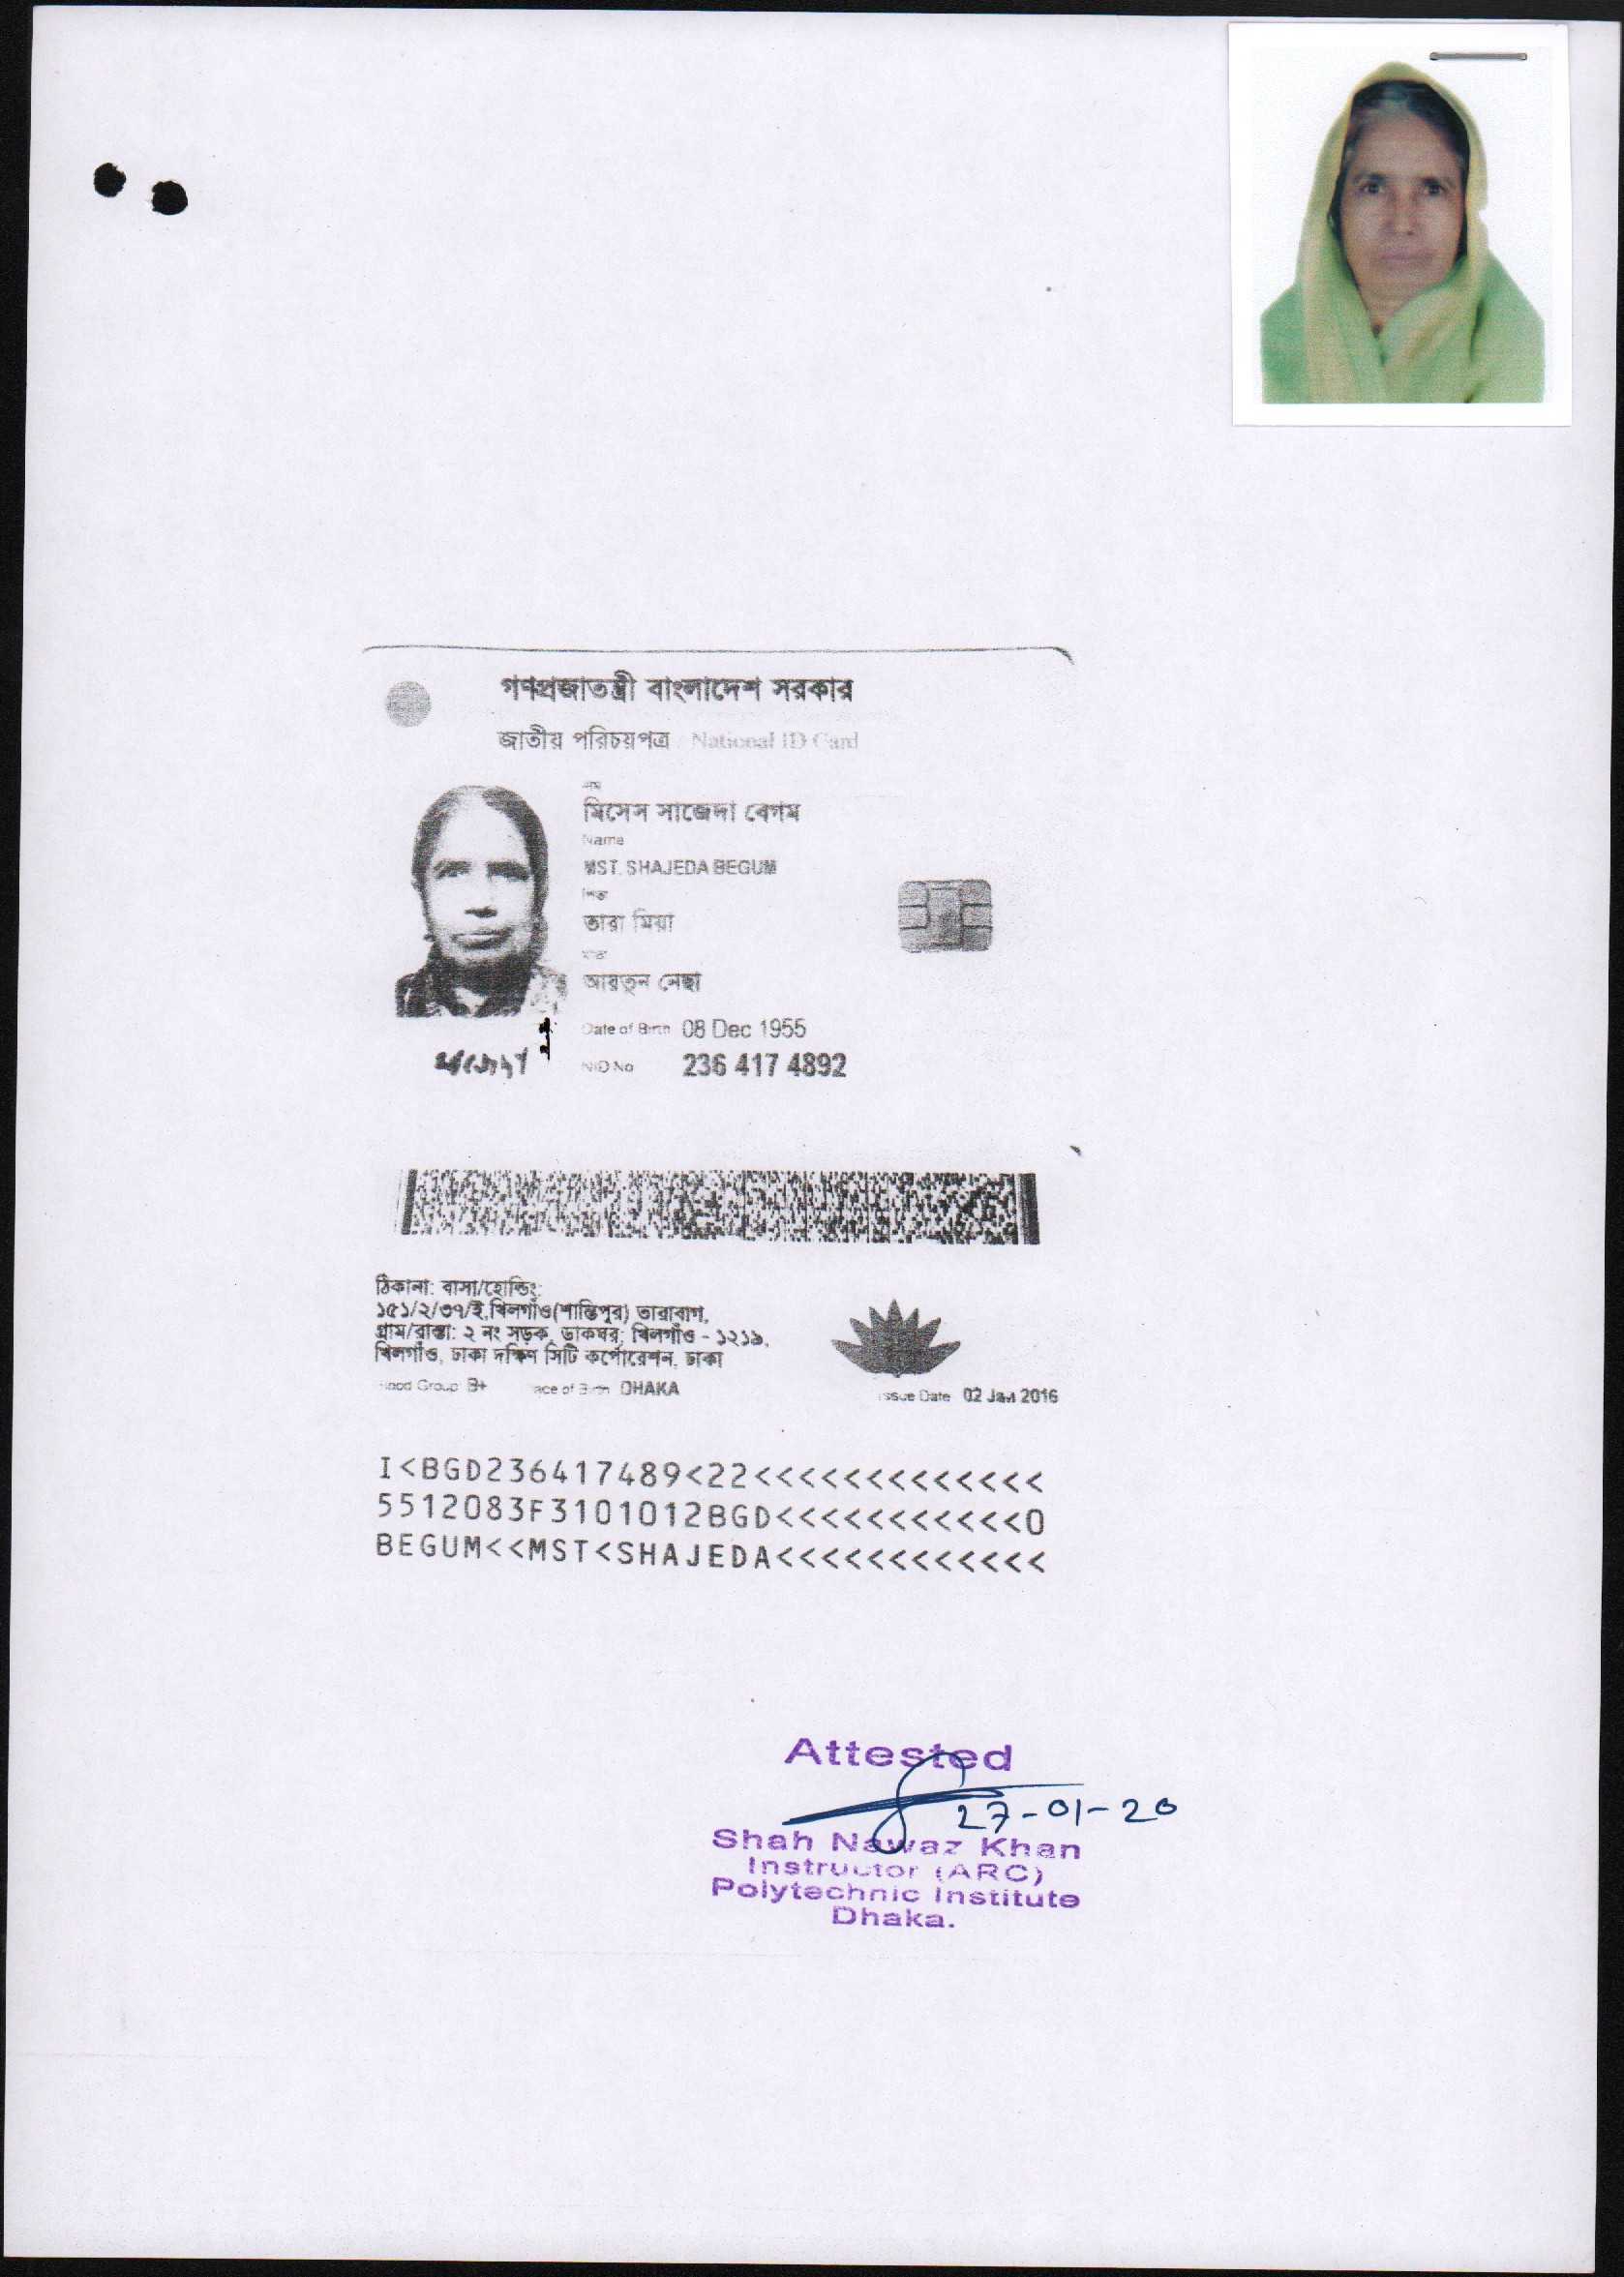 গণপ্রজাতন্ত্রী বাংলাদেশ সরকার
জাতীয় পরিচয়পত্র / National ID Card
নাম
মিসেস সাজেদা বেগম
Name
MST. SHAJEDA BEGUM
পিতা
তারা মিয়া
মাতা
আরতুন নেছা
Date of Birth 08 Dec 1955
NID No 236 417 4892
ঠিকানা: বাসা/হোল্ডিং:
১৫১/২/৩৭/ই,খিলগাঁও(শান্তিপুর) তারাবাগ,
গ্রাম/রাস্তা: ২ নং সড়ক, ডাকঘর: খিলগাঁও - ১২১৯,
খিলগাঁও, ঢাকা দক্ষিণ সিটি কর্পোরেশন, ঢাকা
Blood Group: B+ Place of Birth DHAKA Issue Date 02 Jan 2016
I<BGD236417489<22<<<<<<<<<<<<<
5512083F3101012BGD<<<<<<<<<<<0
BEGUM<<MST<SHAJEDA<<<<<<<<<<<<
Attested
27-01-20
Shah Nawaz Khan
Instructor (ARC)
Polytechnic Institute
Dhaka.